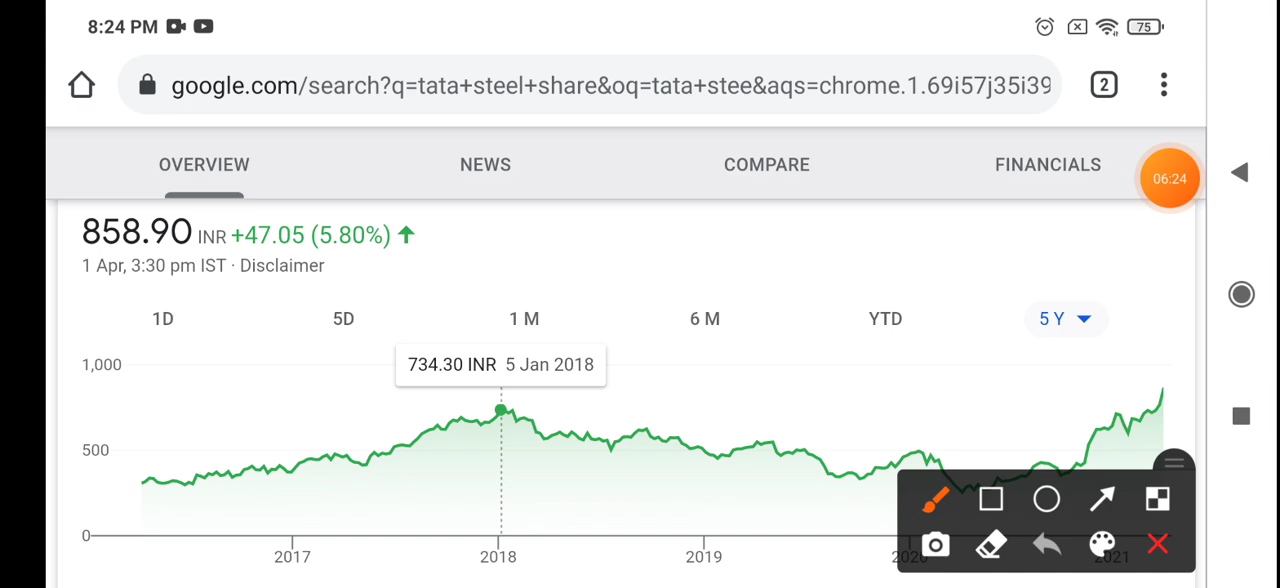 8:24 PM
75
google.com/search?q=tata+steel+share&oq=tata+stee&aqs=chrome.1.69i57j35i39
2
OVERVIEW NEWS COMPARE FINANCIALS
06:24
858.90 INR +47.05 (5.80%) ↑
1 Apr, 3:30 pm IST · Disclaimer
1D 5D 1 M 6 M YTD 5 Y
1,000
734.30 INR 5 Jan 2018
500
0
2017 2018 2019 2020 2021